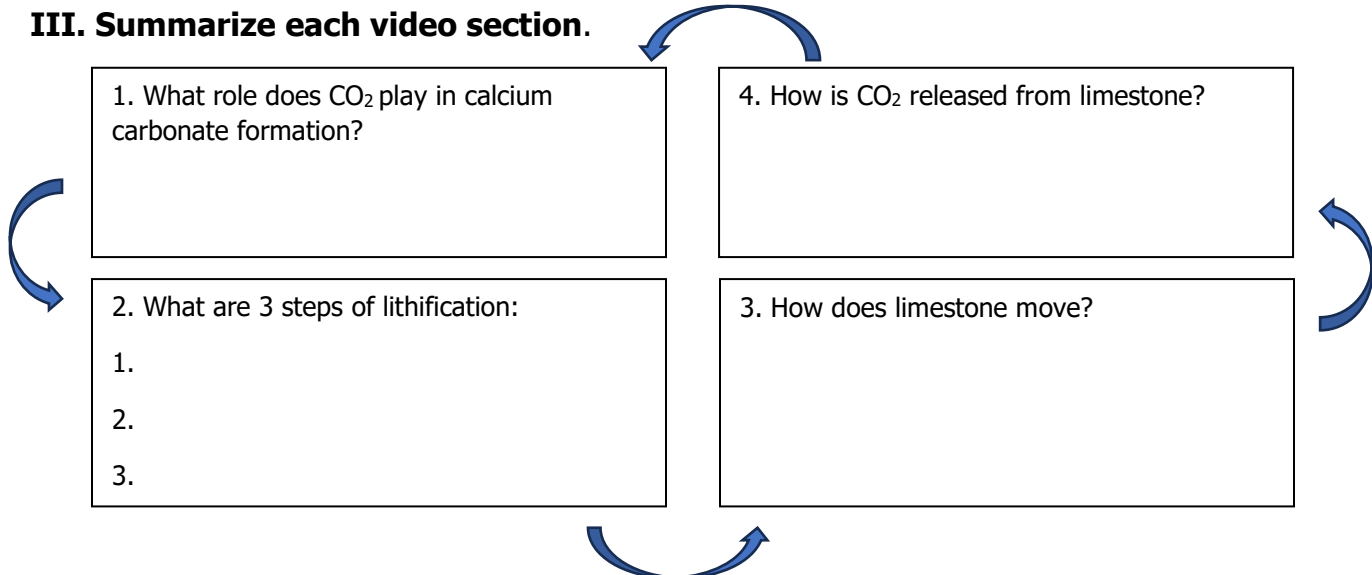 III. Summarize each video section.
1. What role does CO₂ play in calcium
carbonate formation?
2. What are 3 steps of lithification:
1.
2.
3.
3. How does limestone move?
4. How is CO₂ released from limestone?